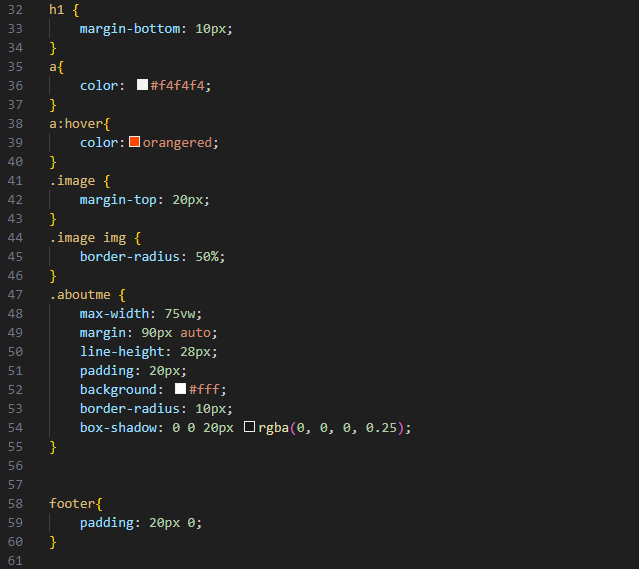 32 h1 {
33     margin-bottom: 10px;
34 }
35 a{
36     color: #f4f4f4;
37 }
38 a:hover{
39     color:orangered;
40 }
41 .image {
42     margin-top: 20px;
43 }
44 .image img {
45     border-radius: 50%;
46 }
47 .aboutme {
48     max-width: 75vw;
49     margin: 90px auto;
50     line-height: 28px;
51     padding: 20px;
52     background: #fff;
53     border-radius: 10px;
54     box-shadow: 0 0 20px rgba(0, 0, 0, 0.25);
55 }
56
57
58 footer{
59     padding: 20px 0;
60 }
61